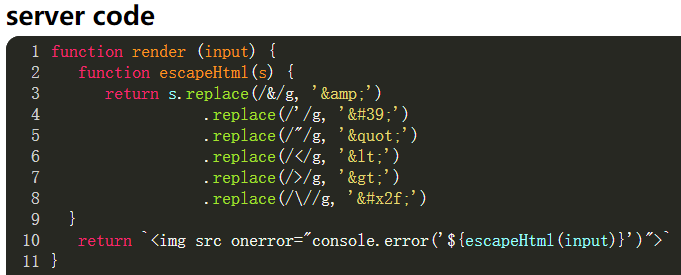 server code
1 function render (input) {
2   function escapeHtml(s) {
3     return s.replace(/&/g, '&amp;')
4             .replace(/'/g, '&#39;')
5             .replace(/"/g, '&quot;')
6             .replace(/</g, '&lt;')
7             .replace(/>/g, '&gt;')
8             .replace(/\//g, '&#x2f;')
9   }
10   return `<img src onerror="console.error('${escapeHtml(input)}')">`
11 }